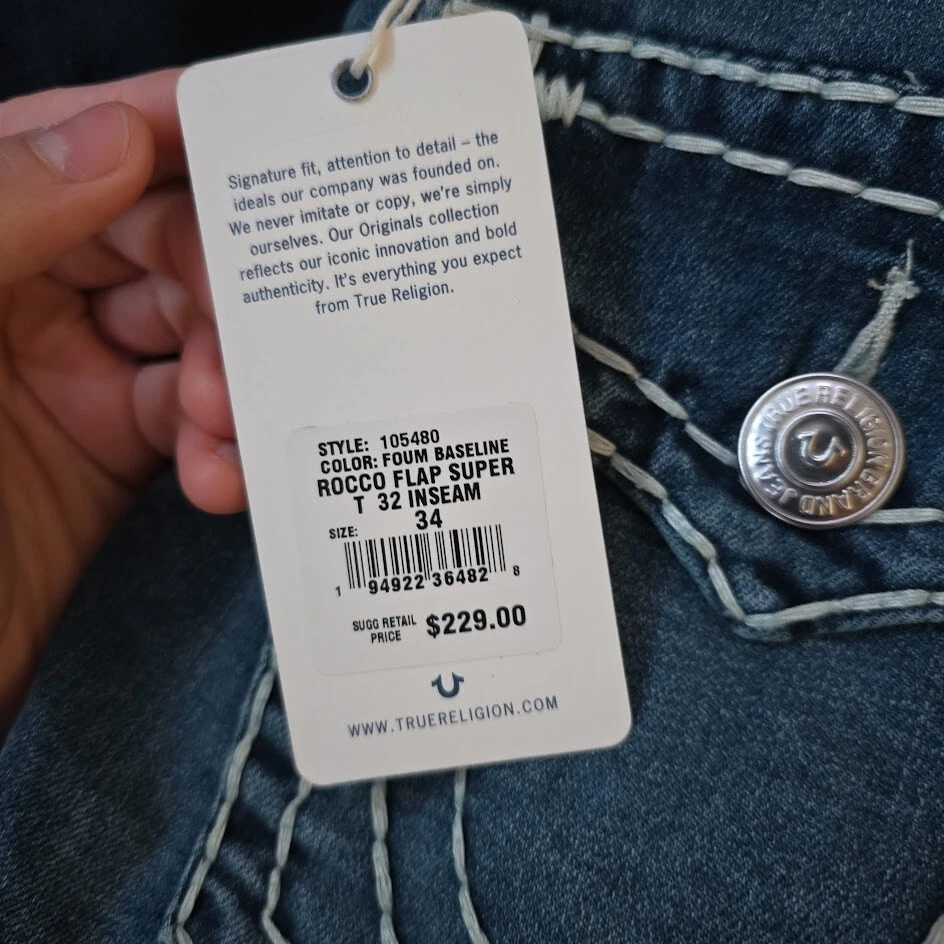 Signature fit, attention to detail – the
ideals our company was founded on.
We never imitate or copy, we're simply
ourselves. Our Originals collection
reflects our iconic innovation and bold
authenticity. It's everything you expect
from True Religion.
STYLE: 105480
COLOR: FOUM BASELINE
ROCCO FLAP SUPER
T 32 INSEAM
SIZE: 34
1 94922 36482 8
SUGG RETAIL
PRICE $229.00
WWW.TRUERELIGION.COM
TRUE RELIGION BRAND JEANS